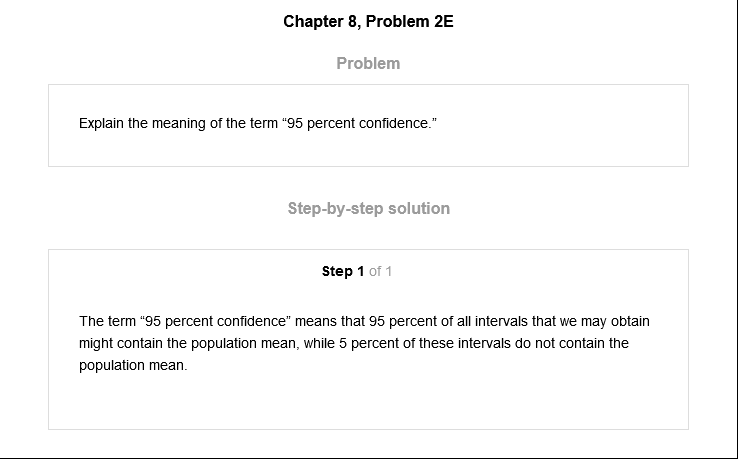 Chapter 8, Problem 2E
Problem
Explain the meaning of the term “95 percent confidence.”
Step-by-step solution
Step 1 of 1
The term “95 percent confidence” means that 95 percent of all intervals that we may obtain
might contain the population mean, while 5 percent of these intervals do not contain the
population mean.